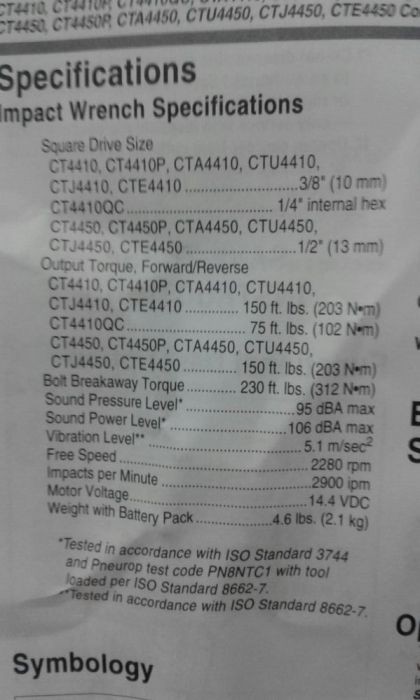 CT4450, CT4450P, CTA4450, CTU4450, CTJ4450, CTE4450 Co
Specifications
Impact Wrench Specifications
Square Drive Size
CT4410, CT4410P, CTA4410, CTU4410,
CTJ4410, CTE4410 ................................3/8" (10 mm)
CT4410QC........................................ 1/4" internal hex
CT4450, CT4450P, CTA4450, CTU4450,
CTJ4450, CTE4450 ..............................1/2" (13 mm)
Output Torque, Forward/Reverse
CT4410, CT4410P, CTA4410, CTU4410,
CTJ4410, CTE4410 .............. 150 ft. lbs. (203 N•m)
CT4410QC............................... 75 ft. lbs. (102 N•m)
CT4450, CT4450P, CTA4450, CTU4450,
CTJ4450, CTE4450 .............. 150 ft. lbs. (203 N•m)
Bolt Breakaway Torque ............. 230 ft. lbs. (312 N•m)
Sound Pressure Level* .............................95 dBA max
Sound Power Level* ................................106 dBA max
Vibration Level** ........................................5.1 m/sec²
Free Speed ..................................................2280 rpm
Impacts per Minute ......................................2900 ipm
Motor Voltage..............................................14.4 VDC
Weight with Battery Pack ....................4.6 lbs. (2.1 kg)
*Tested in accordance with ISO Standard 3744
and Pneurop test code PN8NTC1 with tool
loaded per ISO Standard 8662-7.
**Tested in accordance with ISO Standard 8662-7.
Symbology